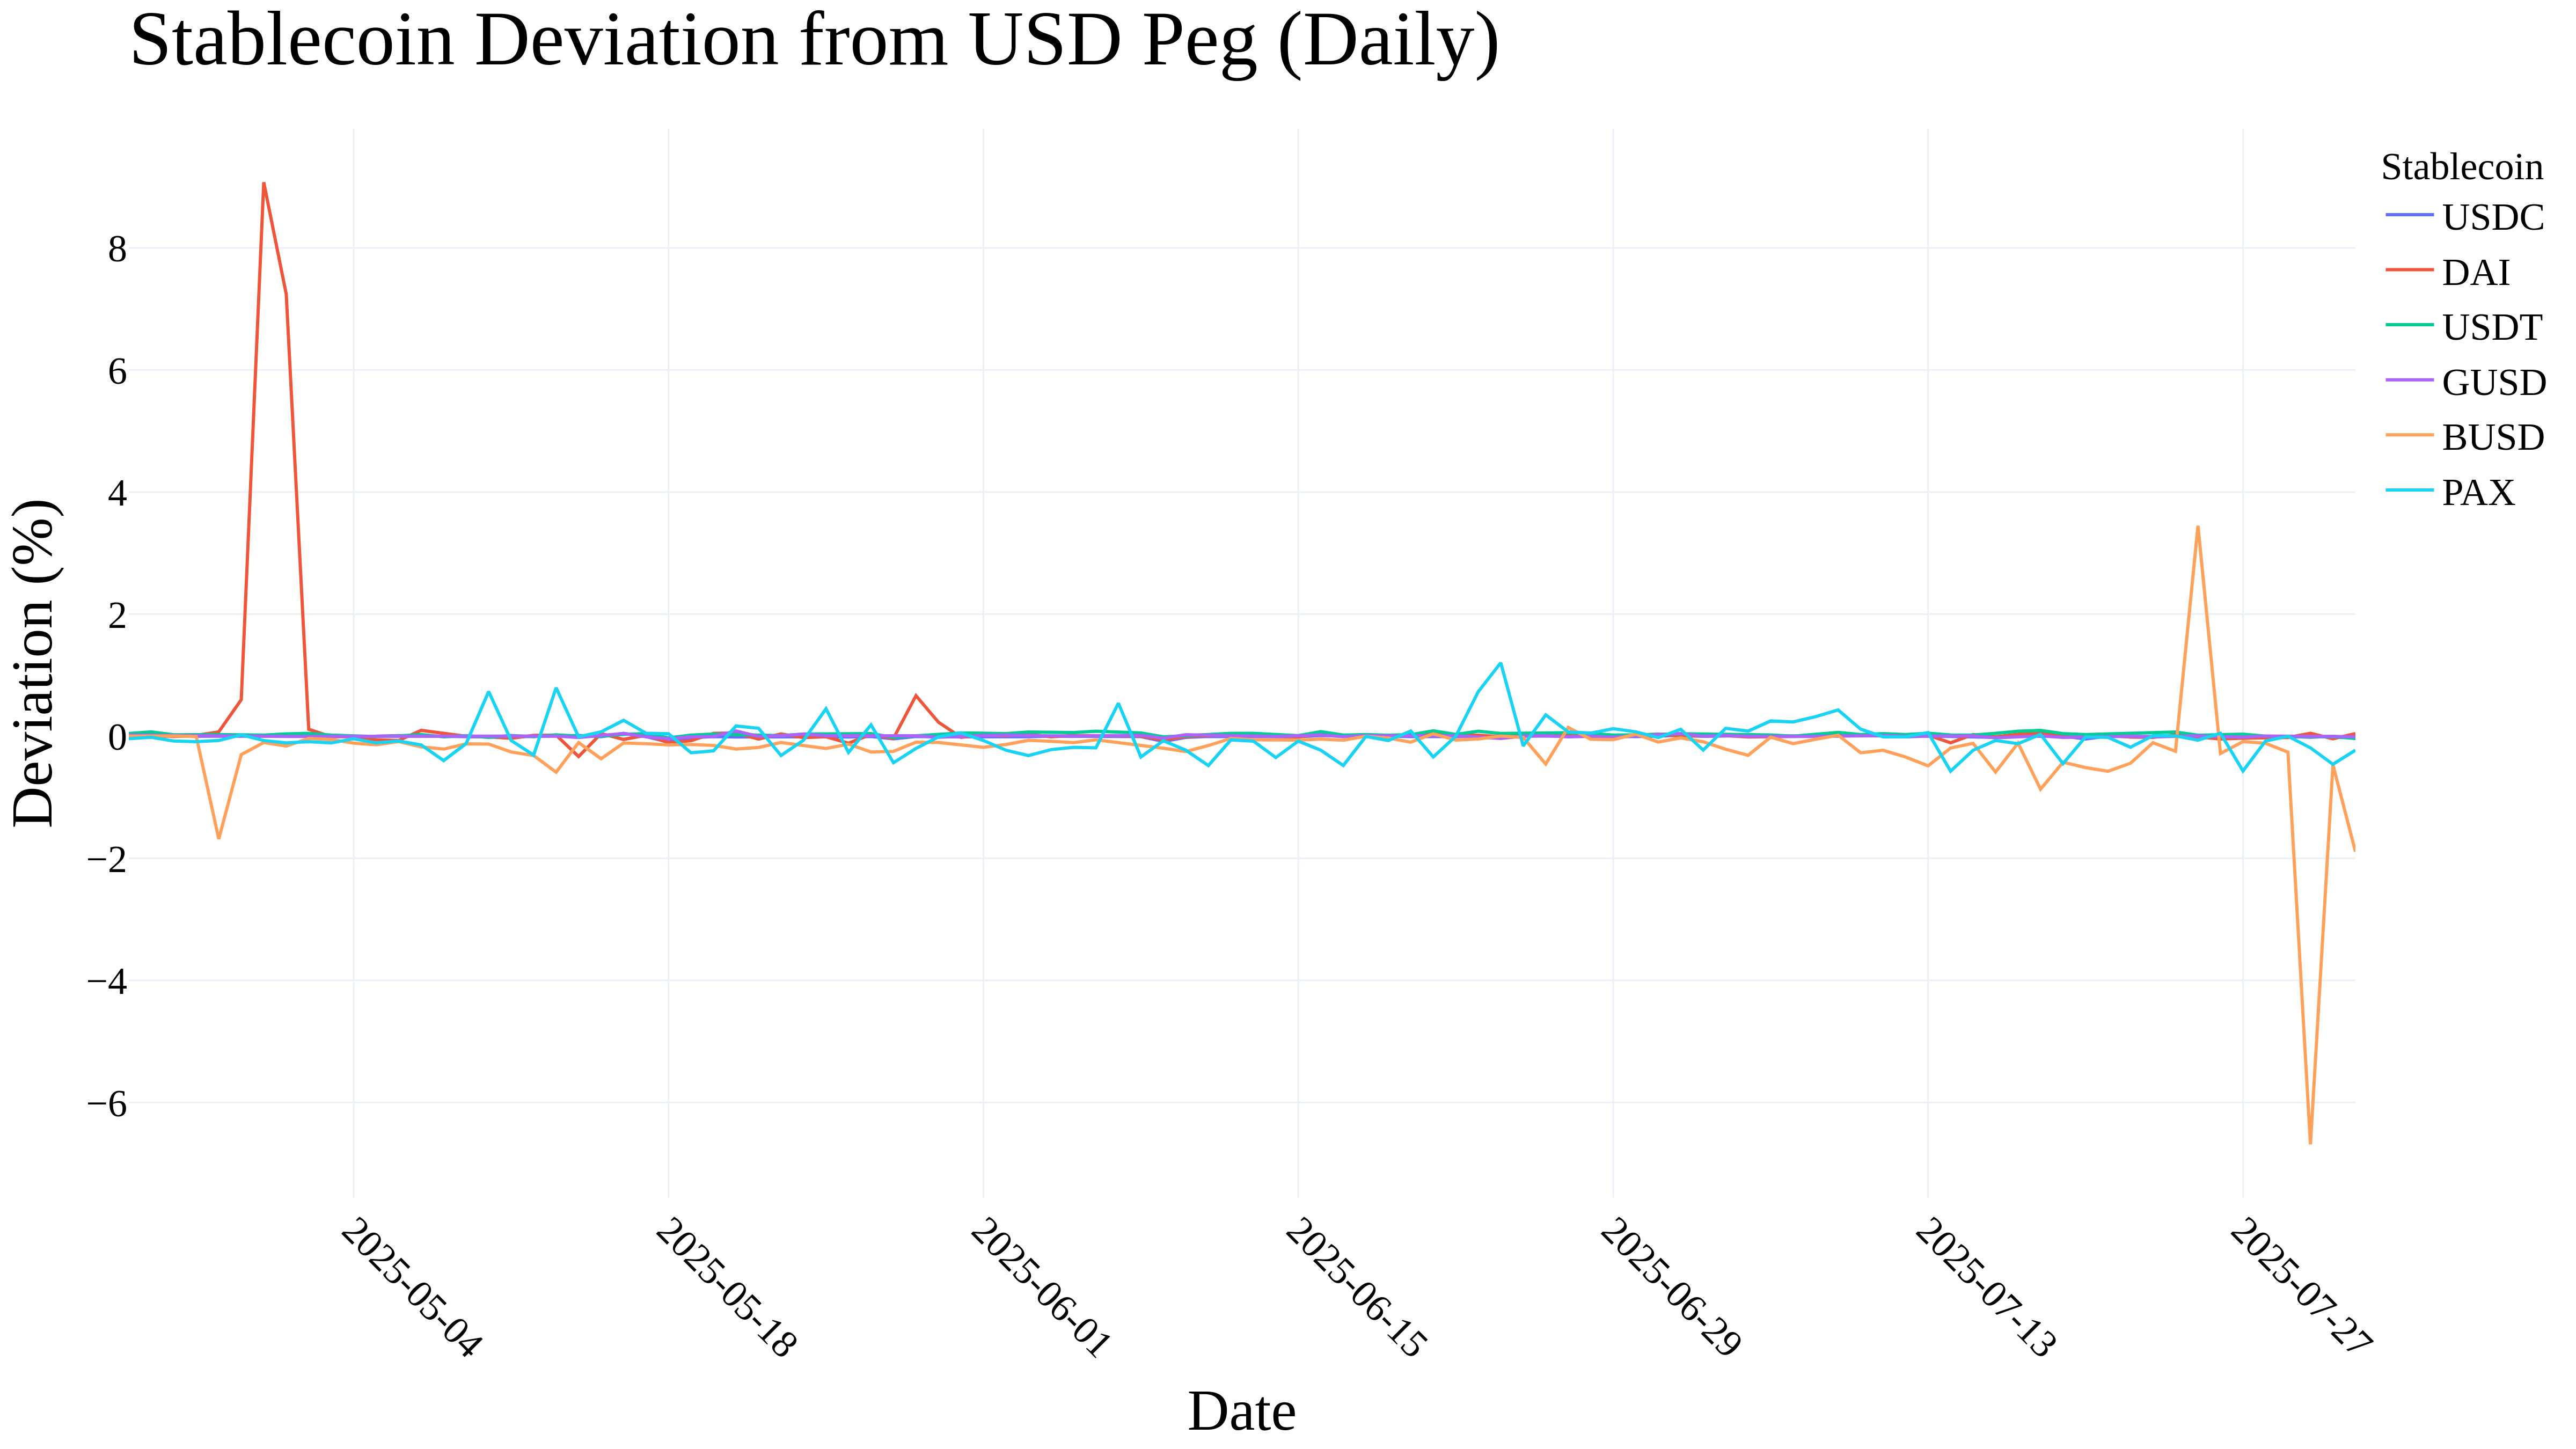 Stablecoin Deviation from USD Peg (Daily)
Stablecoin
USDC
DAI
USDT
GUSD
BUSD
PAX
Deviation (%)
8
6
4
2
0
−2
−4
−6
2025-05-04
2025-05-18
2025-06-01
2025-06-15
2025-06-29
2025-07-13
2025-07-27
Date